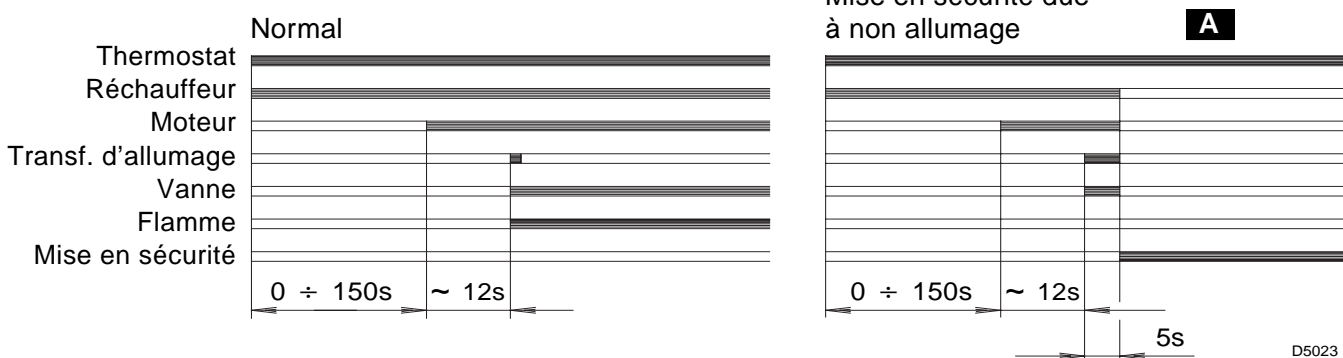 Normal
Mise en sécurité due
à non allumage
A
Thermostat
Réchauffeur
Moteur
Transf. d'allumage
Vanne
Flamme
Mise en sécurité
0 ÷ 150s
~ 12s
0 ÷ 150s
~ 12s
5s
D5023